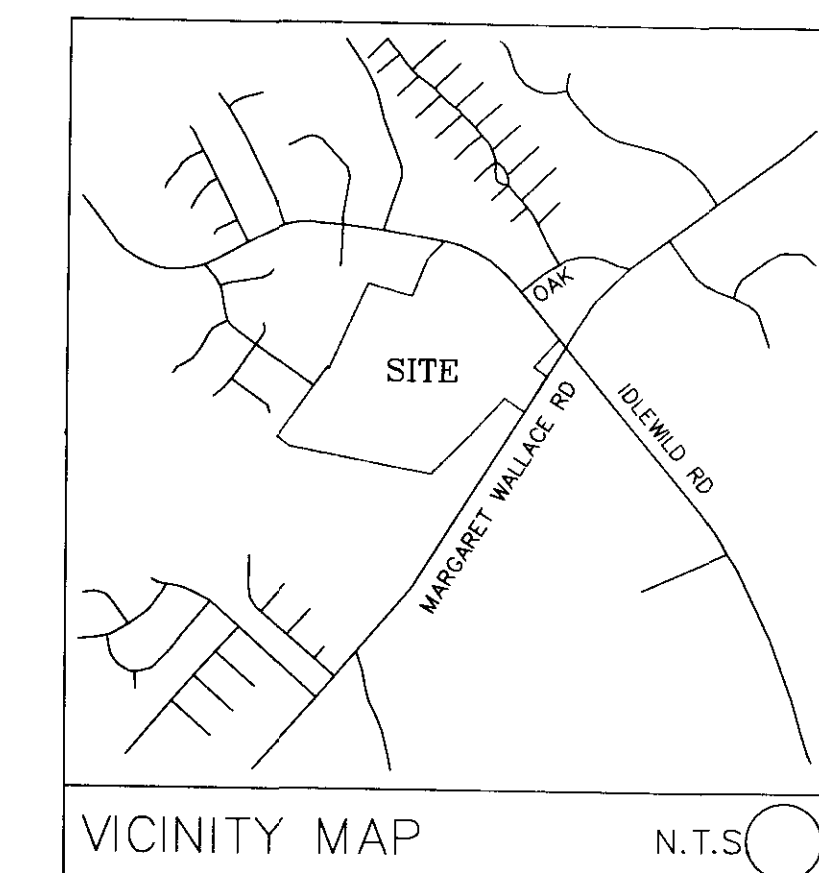 OAK
SITE
IDLEWILD RD
MARGARET WALLACE RD
VICINITY MAP
N.T.S